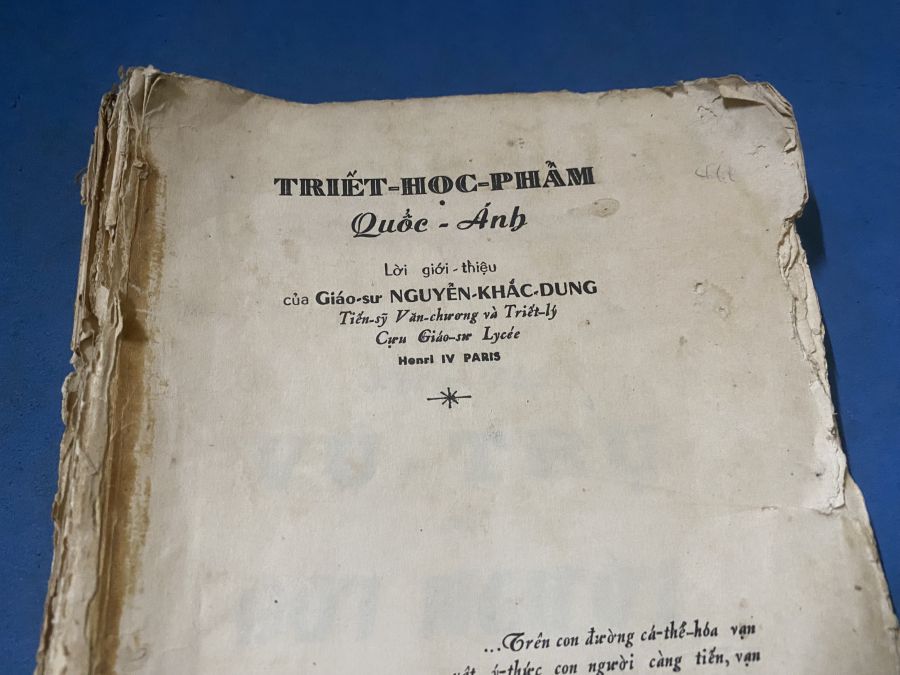 TRIẾT-HỌC-PHẨM
Quốc-Ánh
Lời giới-thiệu
của Giáo-sư NGUYỄN-KHẮC-DUNG
Tiến-sỹ Văn-chương và Triết-lý
Cựu Giáo-sư Lycée
Henri IV PARIS
...Trên con đường cá-thể-hóa vạn
ý-thức con người càng tiến, vạn